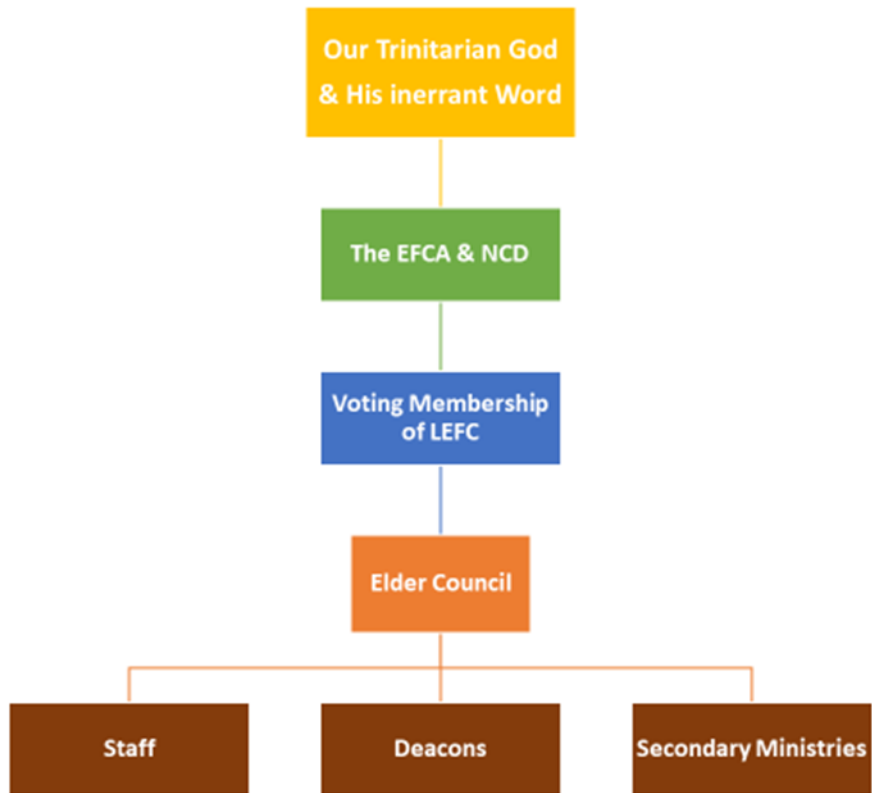 Our Trinitarian God
& His inerrant Word
The EFCA & NCD
Voting Membership
of LEFC
Elder Council
Staff
Deacons
Secondary Ministries